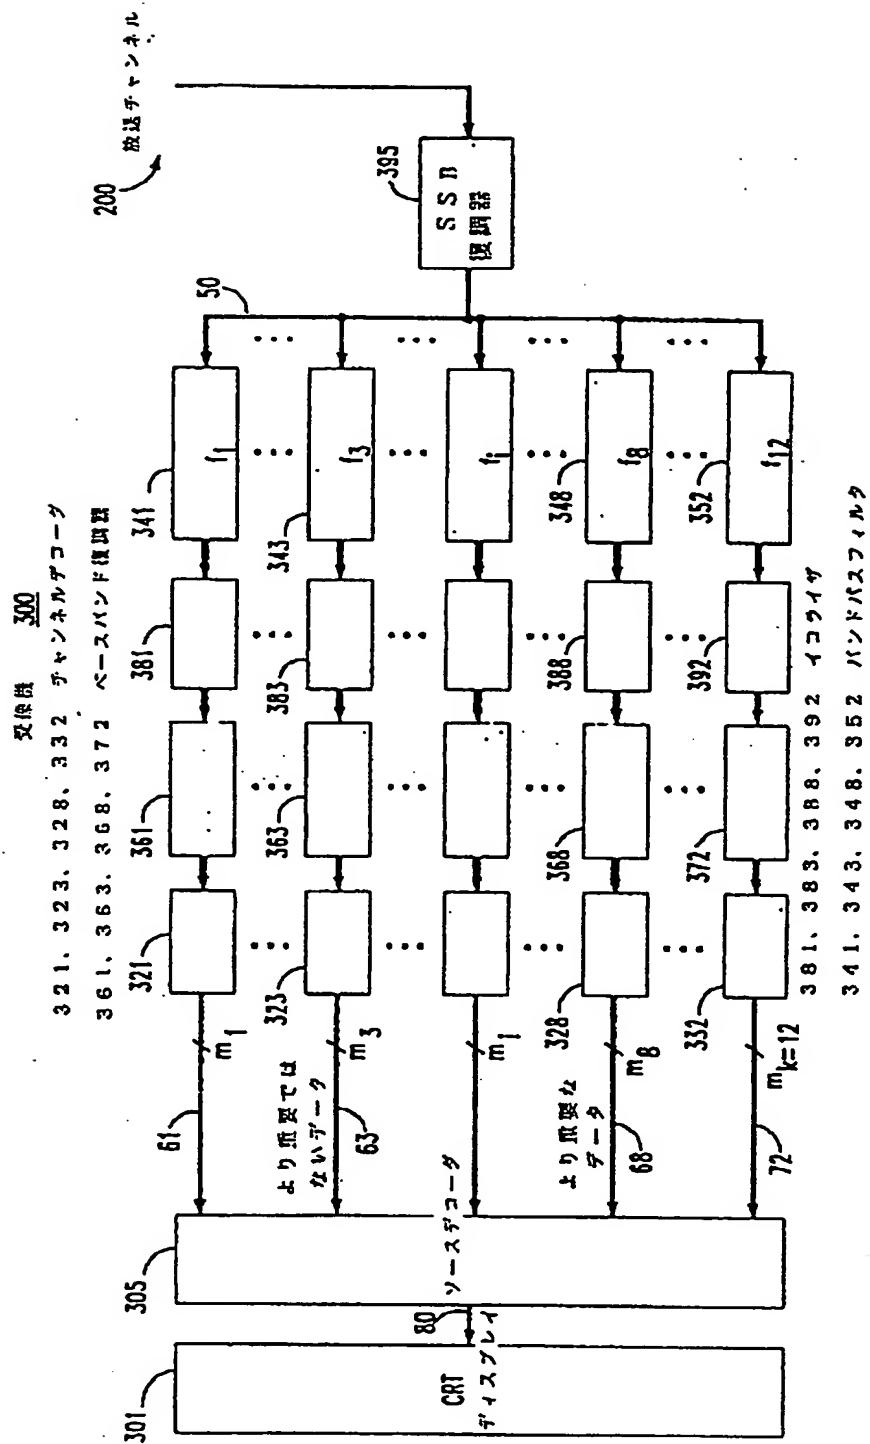 受像機 300
321、323、328、332 チャンネルデコーダ
361、363、368、372 ベースバンド復調器
放送チャンネル
200
395
SSB
復調器
50
341
f1
343
f3
fi
348
f8
352
f12
381
383
388
392
361
363
368
372
321
323
328
332
m1
m3
mi
m8
mk=12
61
より重要では
ないデータ
63
より重要な
データ
68
72
305
ソースデコーダ
80
301
CRT
ディスプレイ
381、383、388、392 イコライザ
341、343、348、352 バンドパスフィルタ